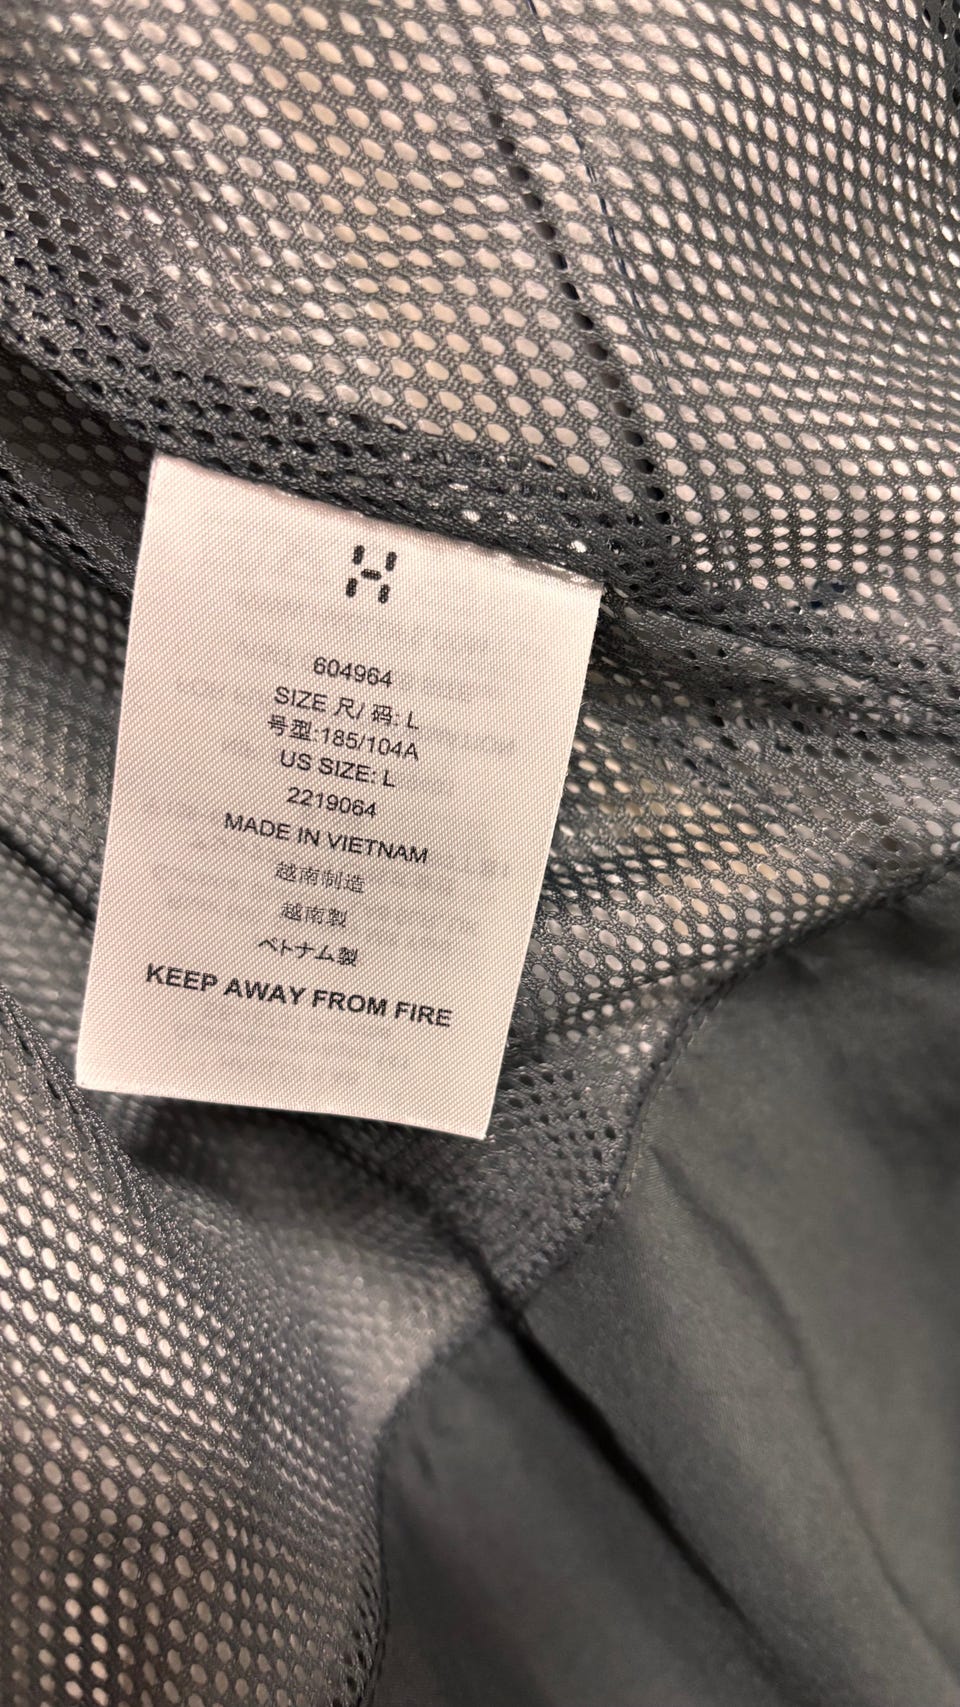 604964
SIZE 尺/ 码: L
号型:185/104A
US SIZE: L
2219064
MADE IN VIETNAM
越南制造
越南製
ベトナム製
KEEP AWAY FROM FIRE